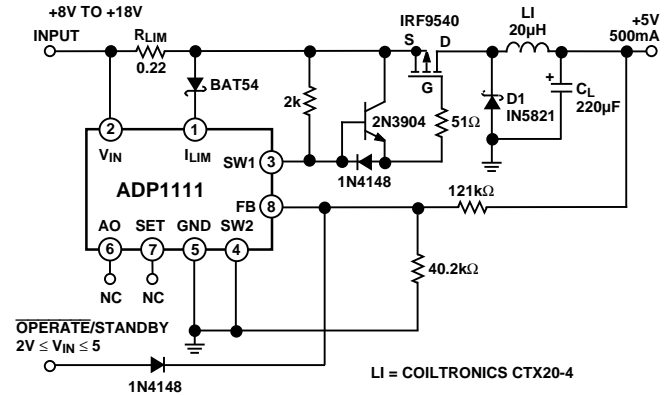 +8V TO +18V
INPUT
RLIM
0.22
BAT54
2k
IRF9540
S
D
G
2N3904
51Ω
1N4148
LI
20µH
+5V
500mA
D1
IN5821
+
CL
220µF
2
VIN
1
ILIM
SW1
3
ADP1111
FB
8
AO
SET
GND
SW2
6
7
5
4
NC
NC
121kΩ
40.2kΩ
OPERATE/STANDBY
2V ≤ VIN ≤ 5
1N4148
LI = COILTRONICS CTX20-4